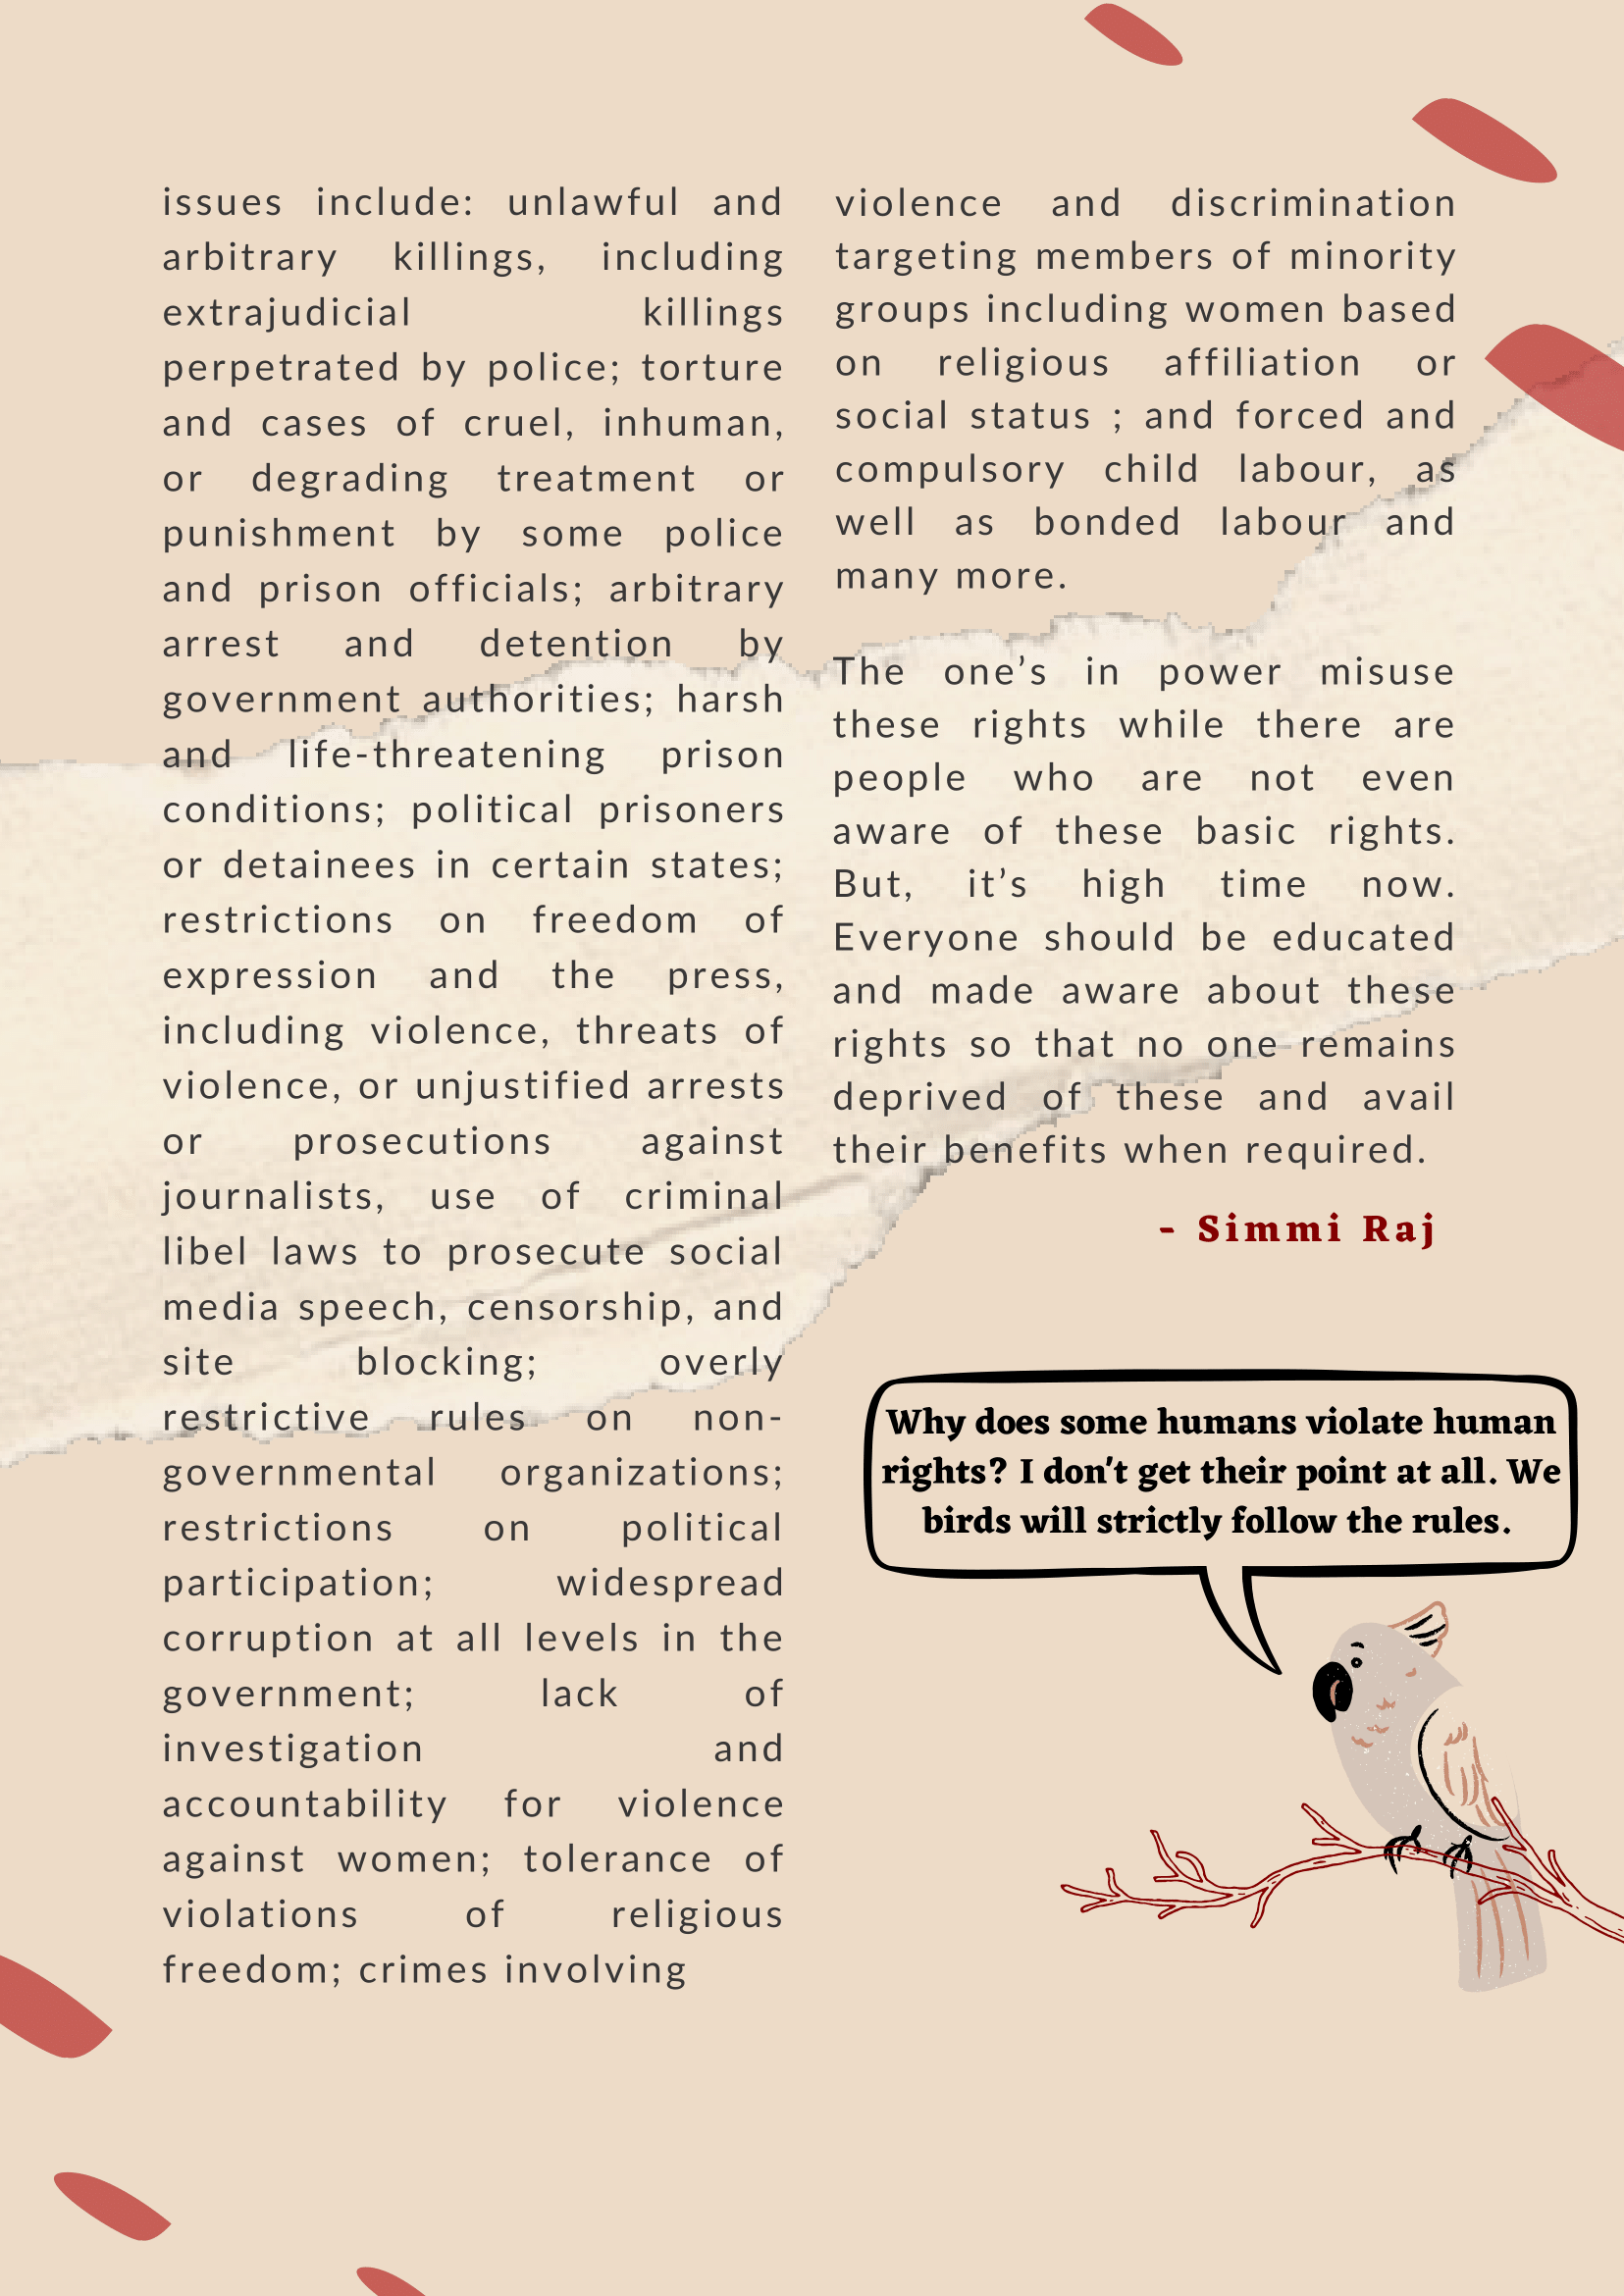 issues include: unlawful and
arbitrary killings, including
extrajudicial killings
perpetrated by police; torture
and cases of cruel, inhuman,
or degrading treatment or
punishment by some police
and prison officials; arbitrary
arrest and detention by
government authorities; harsh
and life-threatening prison
conditions; political prisoners
or detainees in certain states;
restrictions on freedom of
expression and the press,
including violence, threats of
violence, or unjustified arrests
or prosecutions against
journalists, use of criminal
libel laws to prosecute social
media speech, censorship, and
site blocking; overly
restrictive rules on non-
governmental organizations;
restrictions on political
participation; widespread
corruption at all levels in the
government; lack of
investigation and
accountability for violence
against women; tolerance of
violations of religious
freedom; crimes involving
violence and discrimination
targeting members of minority
groups including women based
on religious affiliation or
social status ; and forced and
compulsory child labour, as
well as bonded labour and
many more.
The one’s in power misuse
these rights while there are
people who are not even
aware of these basic rights.
But, it’s high time now.
Everyone should be educated
and made aware about these
rights so that no one remains
deprived of these and avail
their benefits when required.
- Simmi Raj
Why does some humans violate human
rights? I don't get their point at all. We
birds will strictly follow the rules.